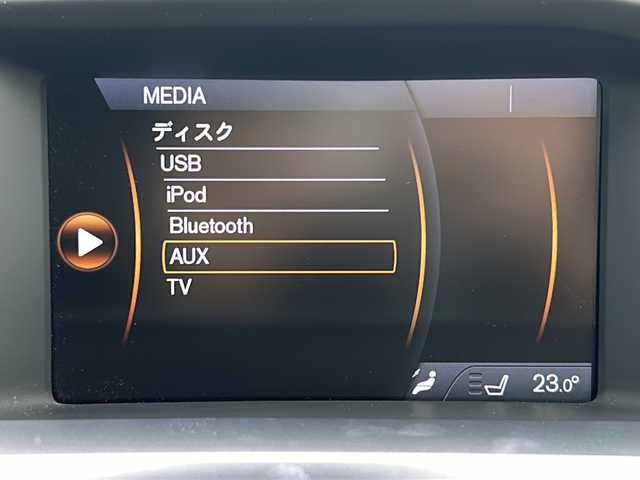 MEDIA
ディスク
USB
iPod
Bluetooth
AUX
TV
23.0°